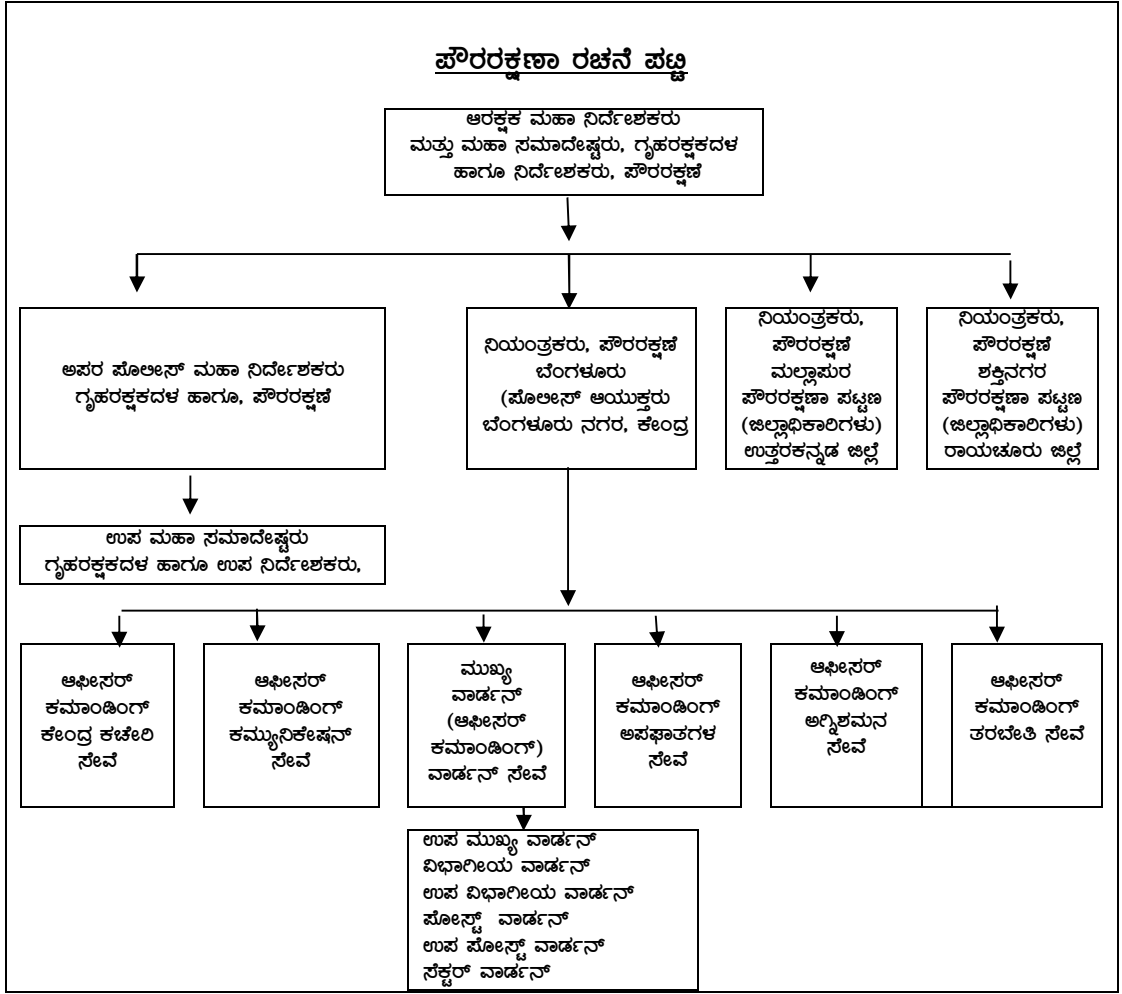 ಪೌರರಕ್ಷಣಾ ರಚನೆ ಪಟ್ಟಿ
ಆರಕ್ಷಕ ಮಹಾ ನಿರ್ದೇಶಕರು
ಮತ್ತು ಮಹಾ ಸಮಾದೇಷ್ಟರು, ಗೃಹರಕ್ಷಕದಳ
ಹಾಗೂ ನಿರ್ದೇಶಕರು, ಪೌರರಕ್ಷಣೆ
ಅಪರ ಪೊಲೀಸ್ ಮಹಾ ನಿರ್ದೇಶಕರು
ಗೃಹರಕ್ಷಕದಳ ಹಾಗೂ, ಪೌರರಕ್ಷಣೆ
ನಿಯಂತ್ರಕರು, ಪೌರರಕ್ಷಣೆ
ಬೆಂಗಳೂರು
(ಪೊಲೀಸ್ ಆಯುಕ್ತರು
ಬೆಂಗಳೂರು ನಗರ, ಕೇಂದ್ರ
ನಿಯಂತ್ರಕರು,
ಪೌರರಕ್ಷಣೆ
ಮಲ್ಲಾಪುರ
ಪೌರರಕ್ಷಣಾ ಪಟ್ಟಣ
(ಜಿಲ್ಲಾಧಿಕಾರಿಗಳು)
ಉತ್ತರಕನ್ನಡ ಜಿಲ್ಲೆ
ನಿಯಂತ್ರಕರು,
ಪೌರರಕ್ಷಣೆ
ಶಕ್ತಿನಗರ
ಪೌರರಕ್ಷಣಾ ಪಟ್ಟಣ
(ಜಿಲ್ಲಾಧಿಕಾರಿಗಳು)
ರಾಯಚೂರು ಜಿಲ್ಲೆ
ಉಪ ಮಹಾ ಸಮಾದೇಷ್ಟರು
ಗೃಹರಕ್ಷಕದಳ ಹಾಗೂ ಉಪ ನಿರ್ದೇಶಕರು,
ಆಫೀಸರ್
ಕಮಾಂಡಿಂಗ್
ಕೇಂದ್ರ ಕಚೇರಿ
ಸೇವೆ
ಆಫೀಸರ್
ಕಮಾಂಡಿಂಗ್
ಕಮ್ಯುನಿಕೇಷನ್
ಸೇವೆ
ಮುಖ್ಯ
ವಾರ್ಡನ್
(ಆಫೀಸರ್
ಕಮಾಂಡಿಂಗ್)
ವಾರ್ಡನ್ ಸೇವೆ
ಆಫೀಸರ್
ಕಮಾಂಡಿಂಗ್
ಅಪಘಾತಗಳ
ಸೇವೆ
ಆಫೀಸರ್
ಕಮಾಂಡಿಂಗ್
ಅಗ್ನಿಶಮನ
ಸೇವೆ
ಆಫೀಸರ್
ಕಮಾಂಡಿಂಗ್
ತರಬೇತಿ ಸೇವೆ
ಉಪ ಮುಖ್ಯ ವಾರ್ಡನ್
ವಿಭಾಗೀಯ ವಾರ್ಡನ್
ಉಪ ವಿಭಾಗೀಯ ವಾರ್ಡನ್
ಪೋಸ್ಟ್ ವಾರ್ಡನ್
ಉಪ ಪೋಸ್ಟ್ ವಾರ್ಡನ್
ಸೆಕ್ಟರ್ ವಾರ್ಡನ್